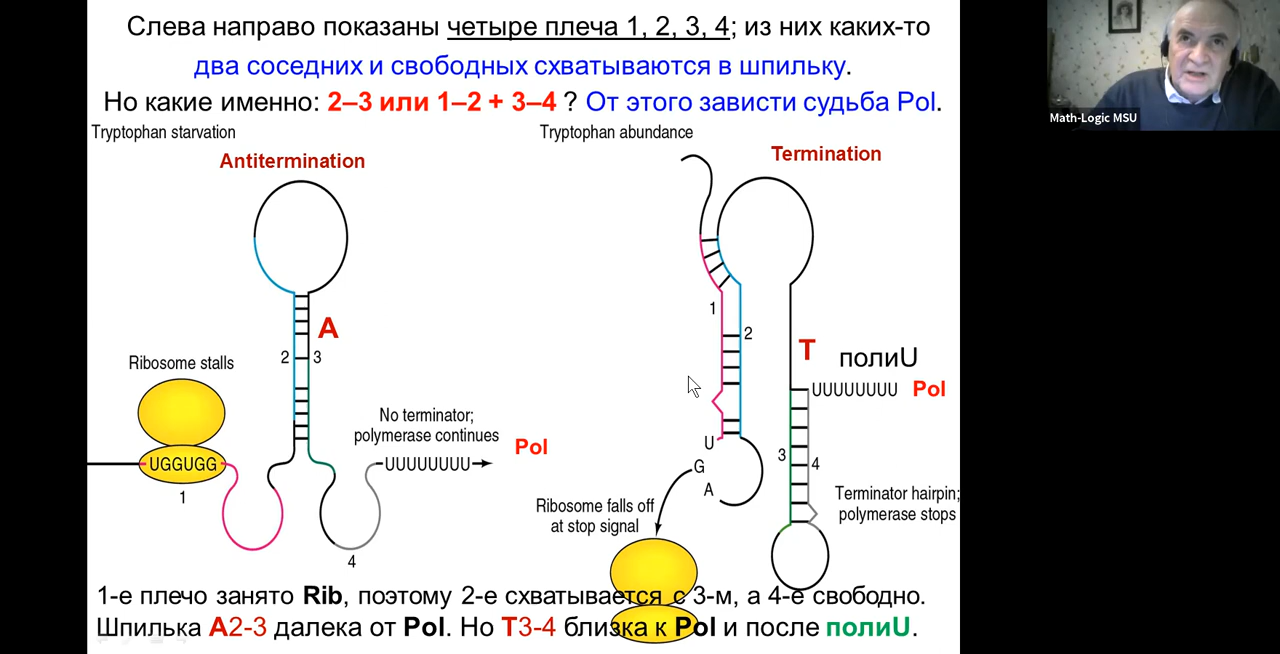 Слева направо показаны четыре плеча 1, 2, 3, 4; из них каких-то
два соседних и свободных схватываются в шпильку.
Но какие именно: 2–3 или 1–2 + 3–4 ? От этого зависти судьба Pol.
Math-Logic MSU
Tryptophan starvation
Antitermination
A
2
3
Ribosome stalls
UGGUGG
1
No terminator;
polymerase continues
UUUUUUUU
Pol
4
Tryptophan abundance
Termination
1
2
T
полиU
UUUUUUUU
Pol
3
4
U
G
A
Ribosome falls off
at stop signal
Terminator hairpin;
polymerase stops
1-е плечо занято Rib, поэтому 2-е схватывается с 3-м, а 4-е свободно.
Шпилька A2-3 далека от Pol. Но T3-4 близка к Pol и после полиU.